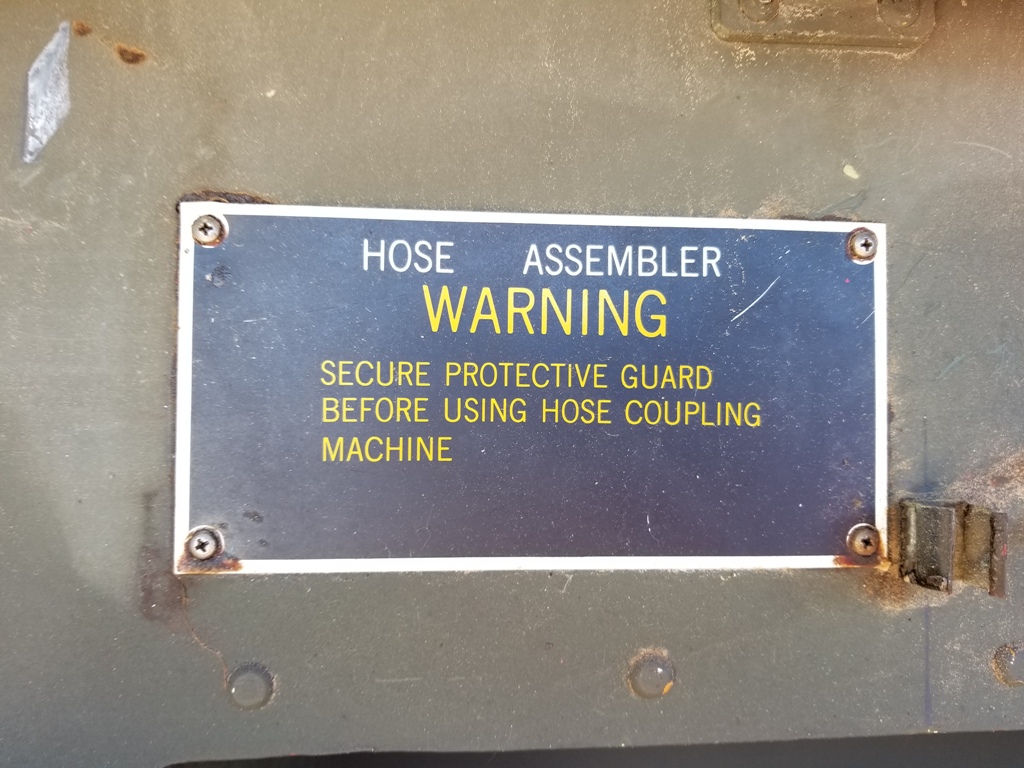 HOSE ASSEMBLER
WARNING
SECURE PROTECTIVE GUARD
BEFORE USING HOSE COUPLING
MACHINE